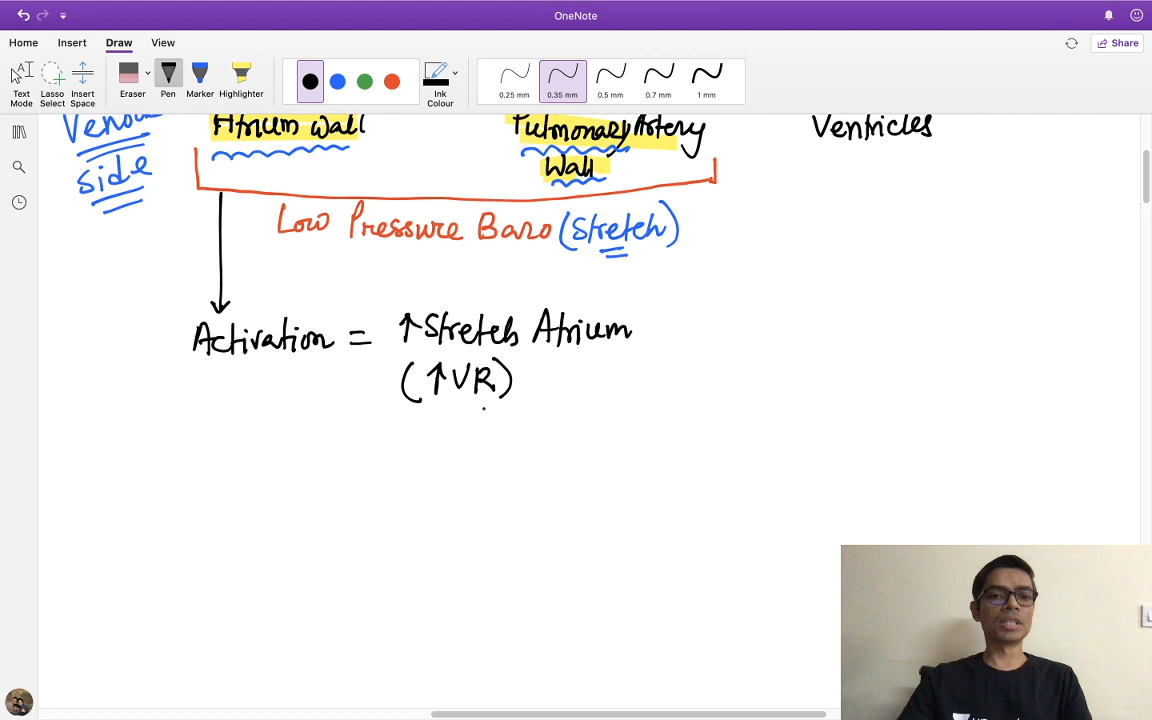 OneNote
Home Insert Draw View
Share
Text Mode
Lasso Select
Insert Space
Eraser
Pen
Marker
Highlighter
Ink Colour
0.25 mm
0.35 mm
0.5 mm
0.7 mm
1 mm
Venous
side
Atrium Wall
Pulmonary Artery
Wall
Ventricles
Low Pressure Baro (Stretch)
Activation = ↑Stretch Atrium
(↑VR)